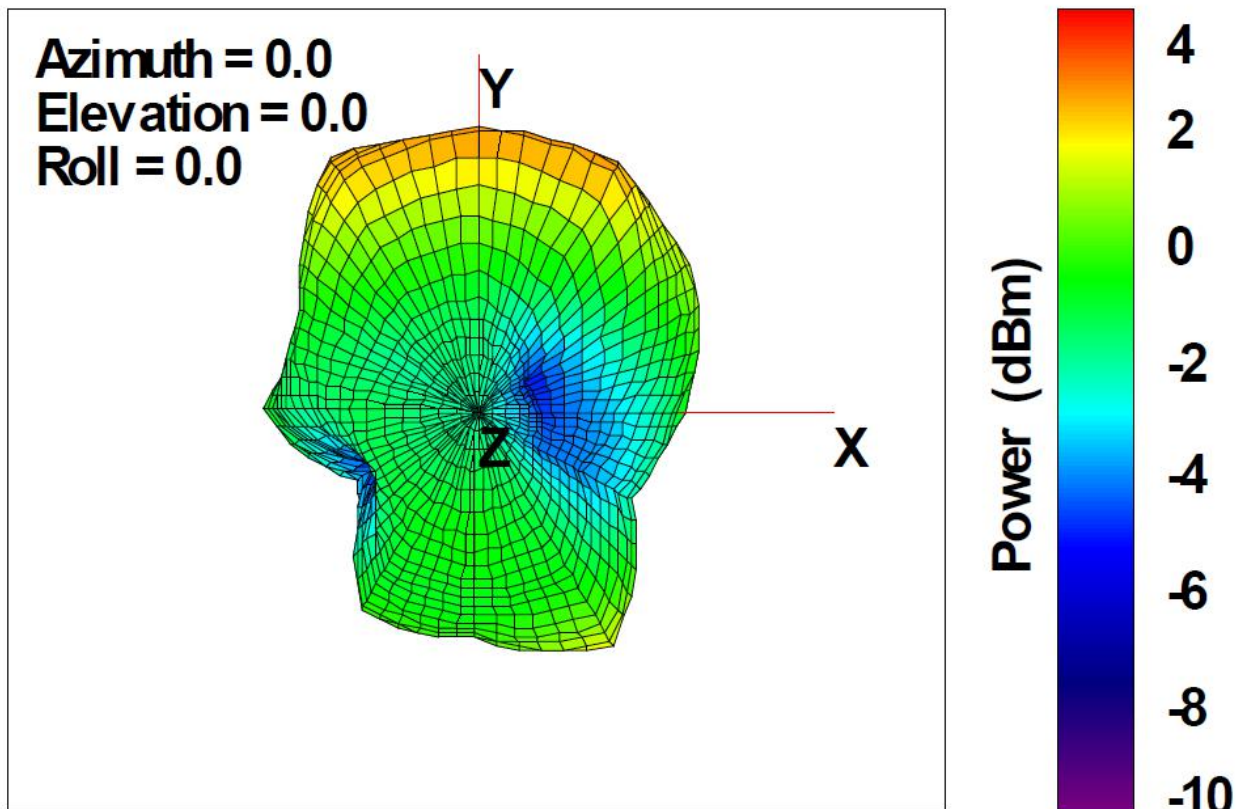 Azimuth = 0.0
Elevation = 0.0
Roll = 0.0
Y
X
Z
Power (dBm)
4
2
0
-2
-4
-6
-8
-10